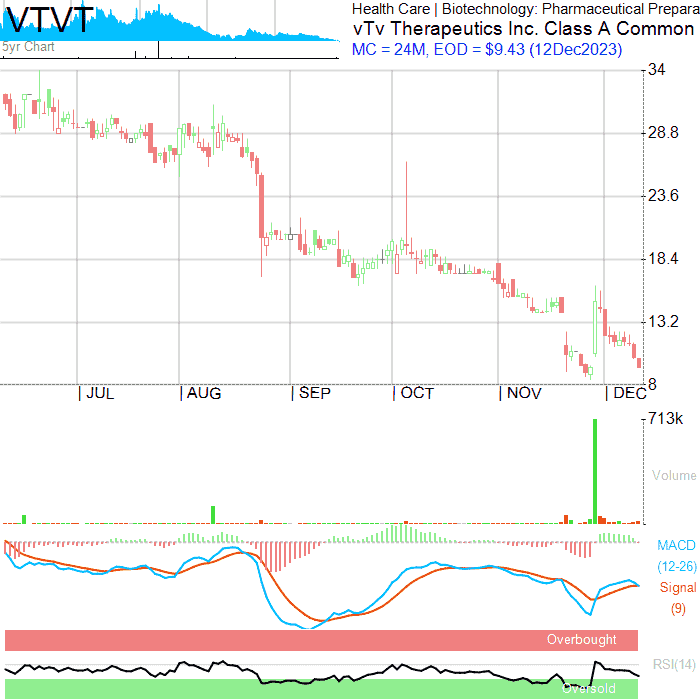 VTVT
5yr Chart
Health Care | Biotechnology: Pharmaceutical Prepara
vTv Therapeutics Inc. Class A Common
MC = 24M, EOD = $9.43 (12Dec2023)
34
28.8
23.6
18.4
13.2
8
JUL AUG SEP OCT NOV DEC
713k
Volume
MACD
(12-26)
Signal
(9)
Overbought
RSI(14)
Oversold